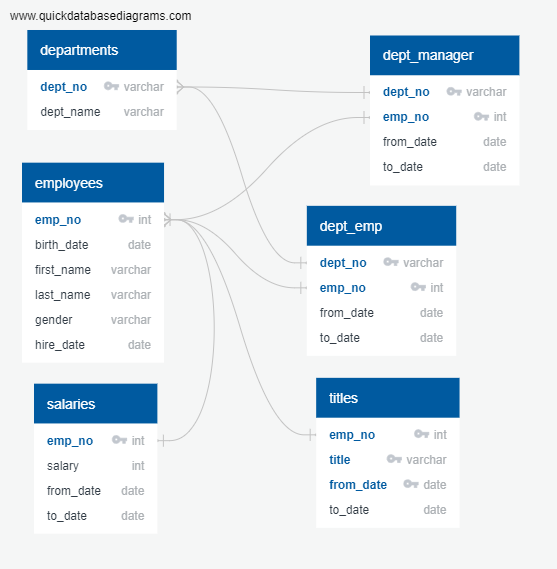 www.quickdatabasediagrams.com
departments
dept_no varchar
dept_name varchar
dept_manager
dept_no varchar
emp_no int
from_date date
to_date date
employees
emp_no int
birth_date date
first_name varchar
last_name varchar
gender varchar
hire_date date
dept_emp
dept_no varchar
emp_no int
from_date date
to_date date
salaries
emp_no int
salary int
from_date date
to_date date
titles
emp_no int
title varchar
from_date date
to_date date